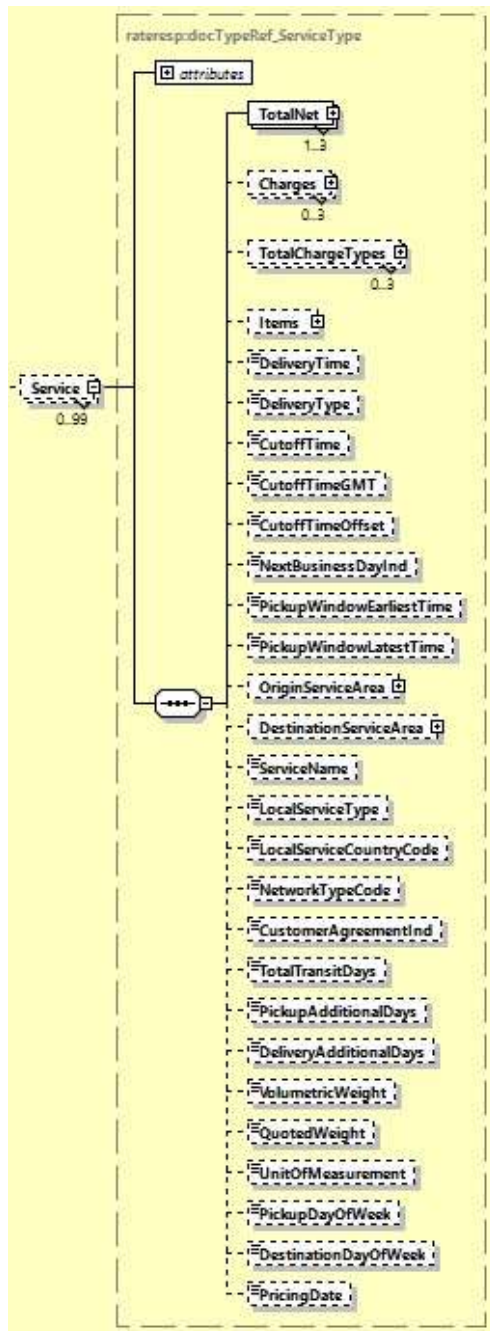 rateresp:docTypeRef_ServiceType
attributes
TotalNet
1..3
Charges
0..3
TotalChargeTypes
0..3
Items
DeliveryTime
Service
DeliveryType
0..99
CutoffTime
CutoffTimeGMT
CutoffTimeOffset
NextBusinessDayInd
PickupWindowEarliestTime
PickupWindowLatestTime
OriginServiceArea
DestinationServiceArea
ServiceName
LocalServiceType
LocalServiceCountryCode
NetworkTypeCode
CustomerAgreementInd
TotalTransitDays
PickupAdditionalDays
DeliveryAdditionalDays
VolumetricWeight
QuotedWeight
UnitOfMeasurement
PickupDayOfWeek
DestinationDayOfWeek
PricingDate